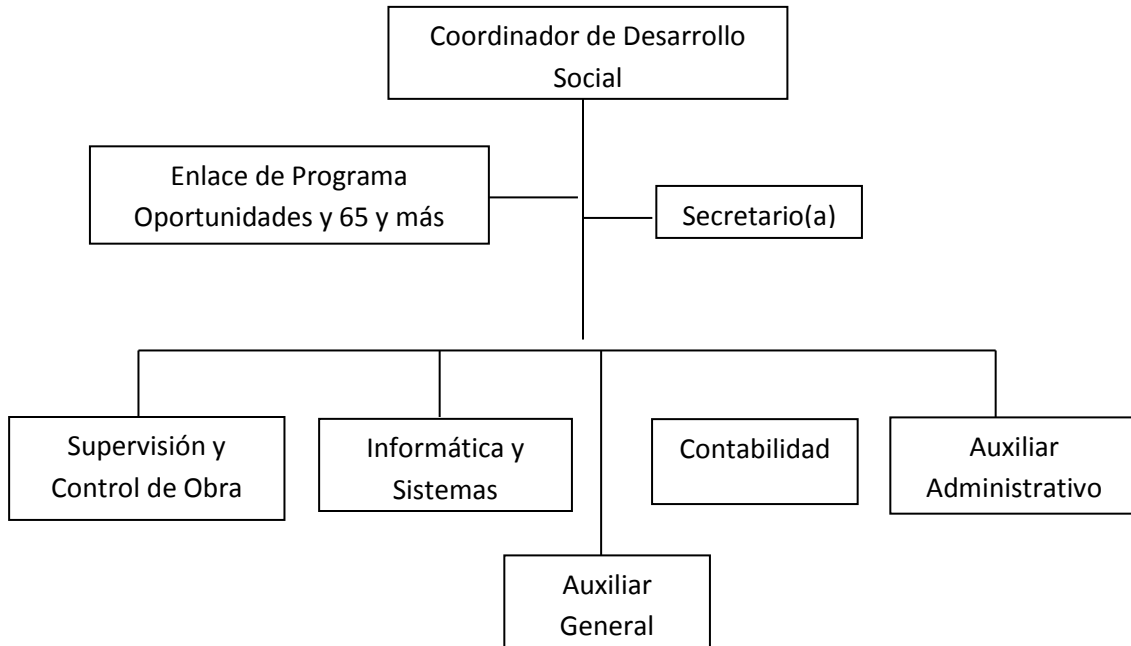 Coordinador de Desarrollo
Social
Enlace de Programa
Oportunidades y 65 y más
Secretario(a)
Supervisión y
Control de Obra
Informática y
Sistemas
Contabilidad
Auxiliar
Administrativo
Auxiliar
General